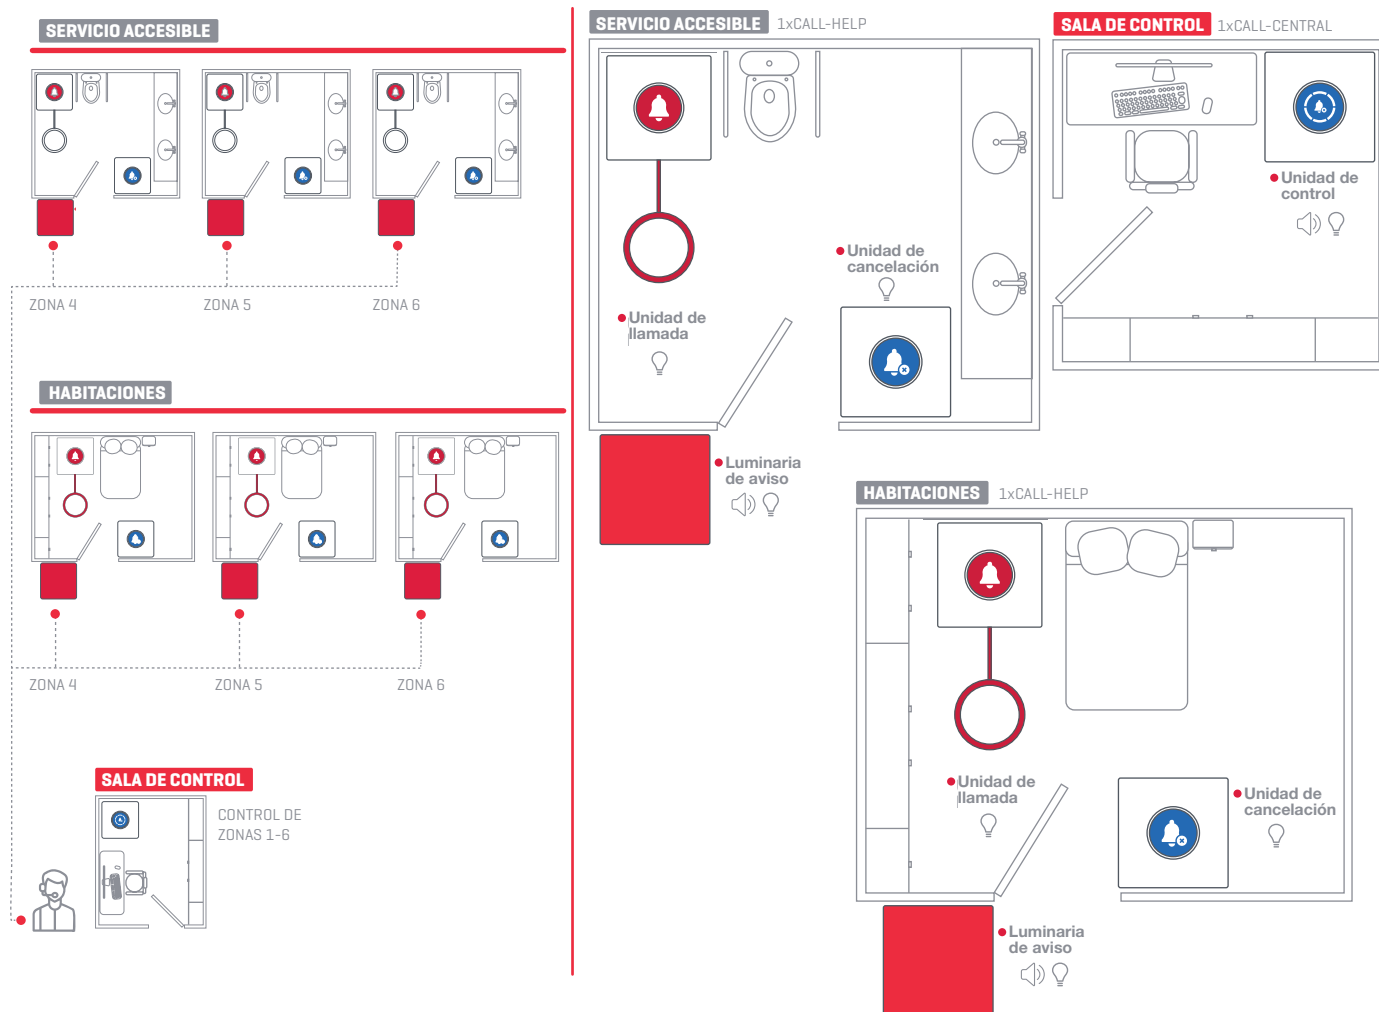 SERVICIO ACCESIBLE
ZONA 4
ZONA 5
ZONA 6
HABITACIONES
ZONA 4
ZONA 5
ZONA 6
SALA DE CONTROL
CONTROL DE
ZONAS 1-6
SERVICIO ACCESIBLE 1xCALL-HELP
Unidad de
llamada
Unidad de
cancelación
Luminaria
de aviso
SALA DE CONTROL 1xCALL-CENTRAL
Unidad de
control
HABITACIONES 1xCALL-HELP
Unidad de
llamada
Unidad de
cancelación
Luminaria
de aviso